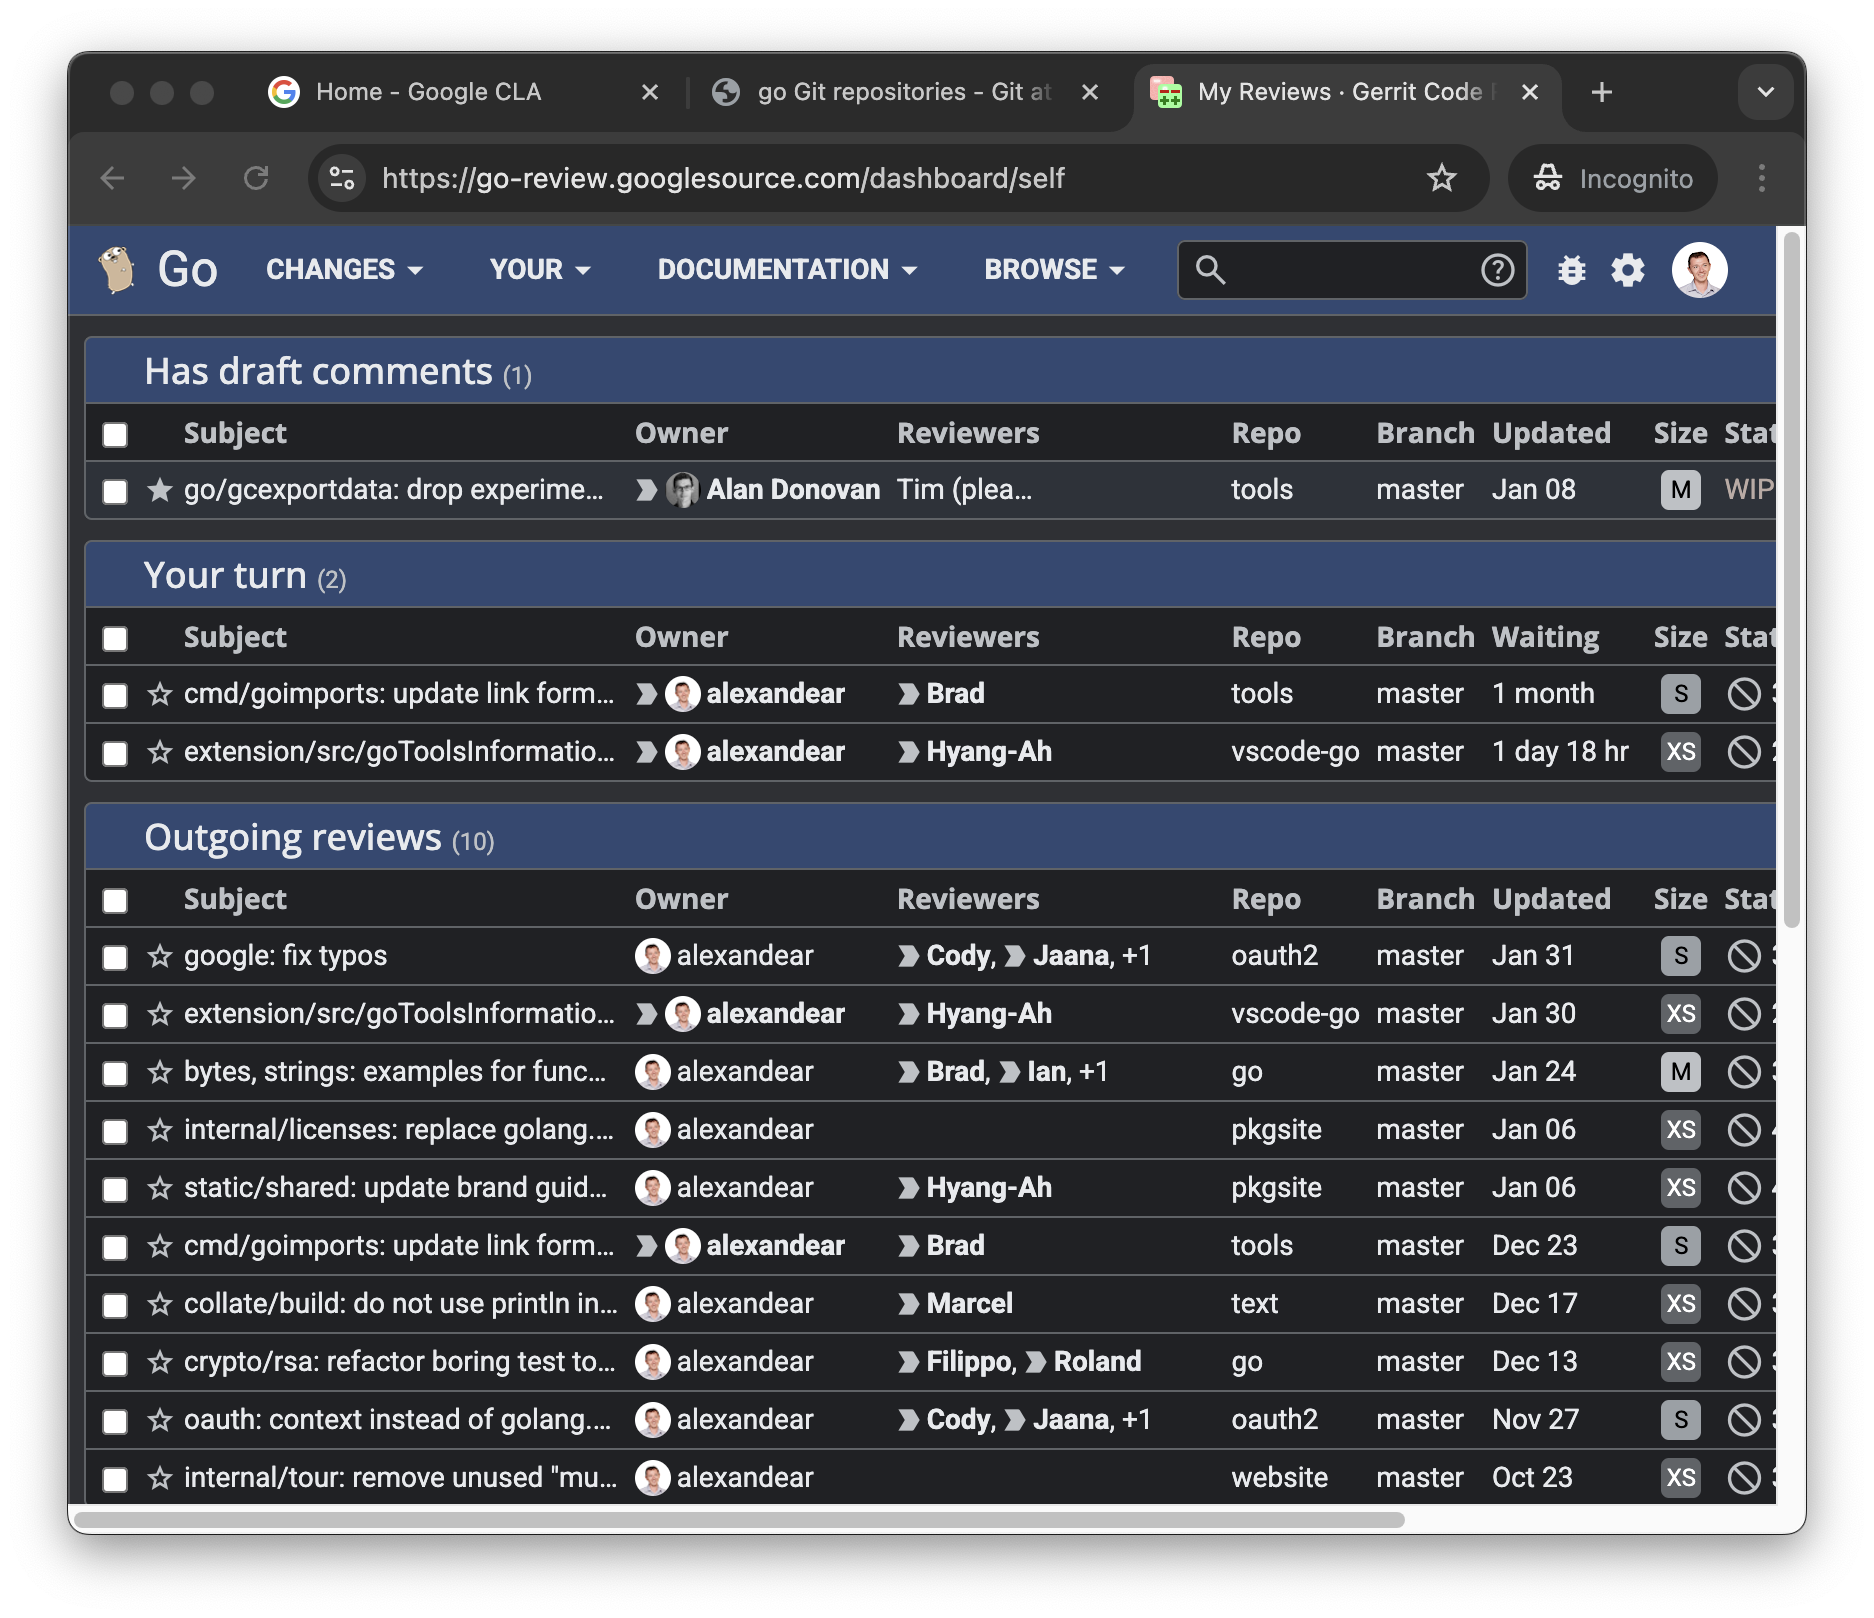 Home - Google CLA
go Git repositories - Git at
My Reviews · Gerrit Code
https://go-review.googlesource.com/dashboard/self
Incognito
Go CHANGES YOUR DOCUMENTATION BROWSE
Has draft comments (1)
Subject Owner Reviewers Repo Branch Updated Size Stat
go/gcexportdata: drop experime... Alan Donovan Tim (plea... tools master Jan 08 M WIP
Your turn (2)
Subject Owner Reviewers Repo Branch Waiting Size Stat
cmd/goimports: update link form... alexandear Brad tools master 1 month S
extension/src/goToolsInformatio... alexandear Hyang-Ah vscode-go master 1 day 18 hr XS
Outgoing reviews (10)
Subject Owner Reviewers Repo Branch Updated Size Stat
google: fix typos alexandear Cody, Jaana, +1 oauth2 master Jan 31 S
extension/src/goToolsInformatio... alexandear Hyang-Ah vscode-go master Jan 30 XS
bytes, strings: examples for func... alexandear Brad, Ian, +1 go master Jan 24 M
internal/licenses: replace golang.... alexandear pkgsite master Jan 06 XS
static/shared: update brand guid... alexandear Hyang-Ah pkgsite master Jan 06 XS
cmd/goimports: update link form... alexandear Brad tools master Dec 23 S
collate/build: do not use println in... alexandear Marcel text master Dec 17 XS
crypto/rsa: refactor boring test to... alexandear Filippo, Roland go master Dec 13 XS
oauth: context instead of golang.... alexandear Cody, Jaana, +1 oauth2 master Nov 27 S
internal/tour: remove unused "mu... alexandear website master Oct 23 XS